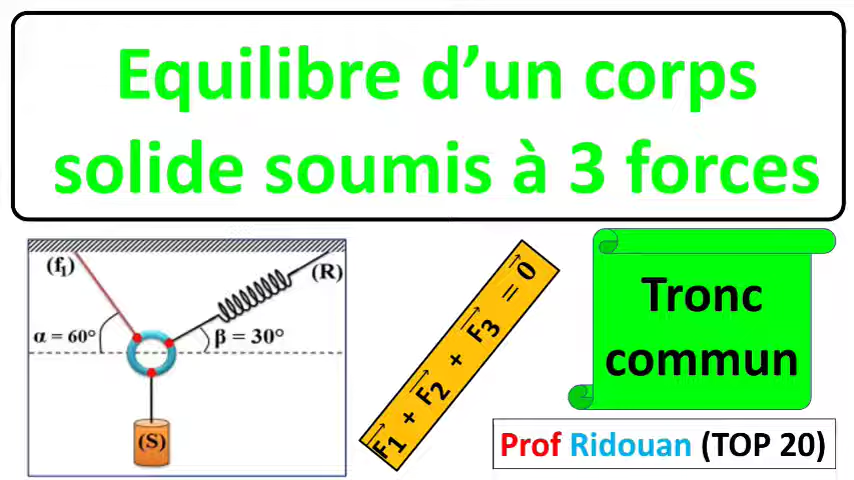 Equilibre d’un corps
solide soumis à 3 forces
(f₁)
(R)
α = 60°
β = 30°
(S)
F₁ + F₂ + F₃ = 0
Tronc
commun
Prof Ridouan (TOP 20)